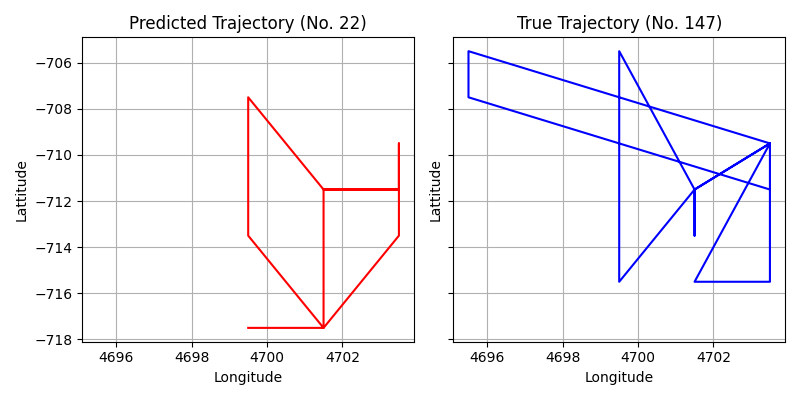 Predicted Trajectory (No. 22)
True Trajectory (No. 147)
Lattitude
−706
−708
−710
−712
−714
−716
−718
4696
4698
4700
4702
Longitude
Lattitude
4696
4698
4700
4702
Longitude